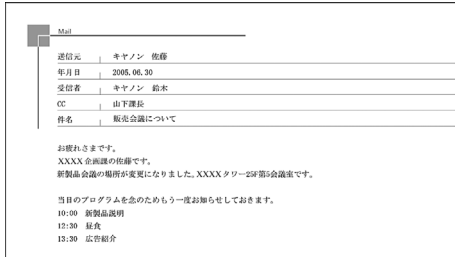 Mail
送信元 キヤノン 佐藤
年月日 2005.06.30
受信者 キヤノン 鈴木
CC 山下課長
件名 販売会議について
お疲れさまです。
XXXX企画課の佐藤です。
新製品会議の場所が変更になりました。XXXXタワー25F第5会議室です。
当日のプログラムを念のためもう一度お知らせしておきます。
10:00 新製品説明
12:30 昼食
13:30 広告紹介